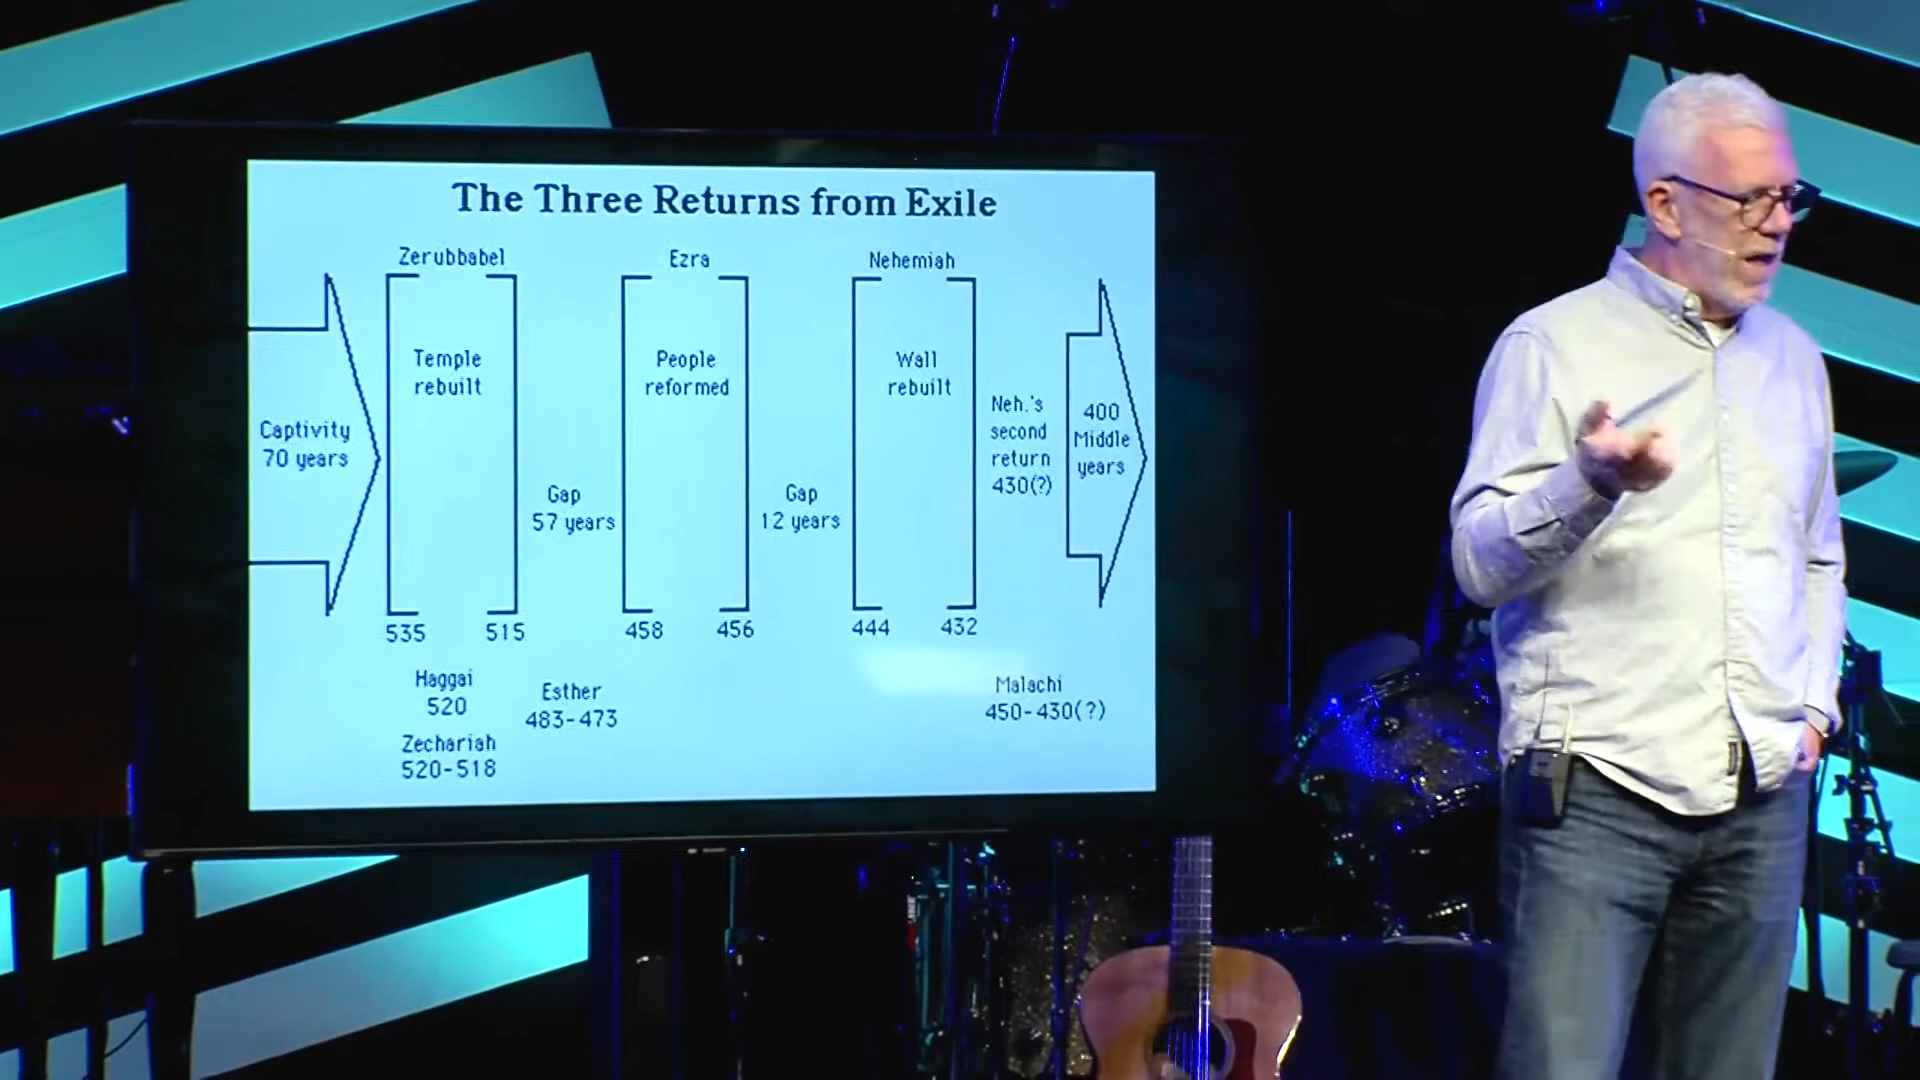 The Three Returns from Exile
Zerubbabel
Ezra
Nehemiah
Captivity
70 years
Temple
rebuilt
Gap
57 years
People
reformed
Gap
12 years
Wall
rebuilt
Neh.'s
second
return
430(?)
400
Middle
years
535
515
458
456
444
432
Haggai
520
Zechariah
520-518
Esther
483-473
Malachi
450-430(?)